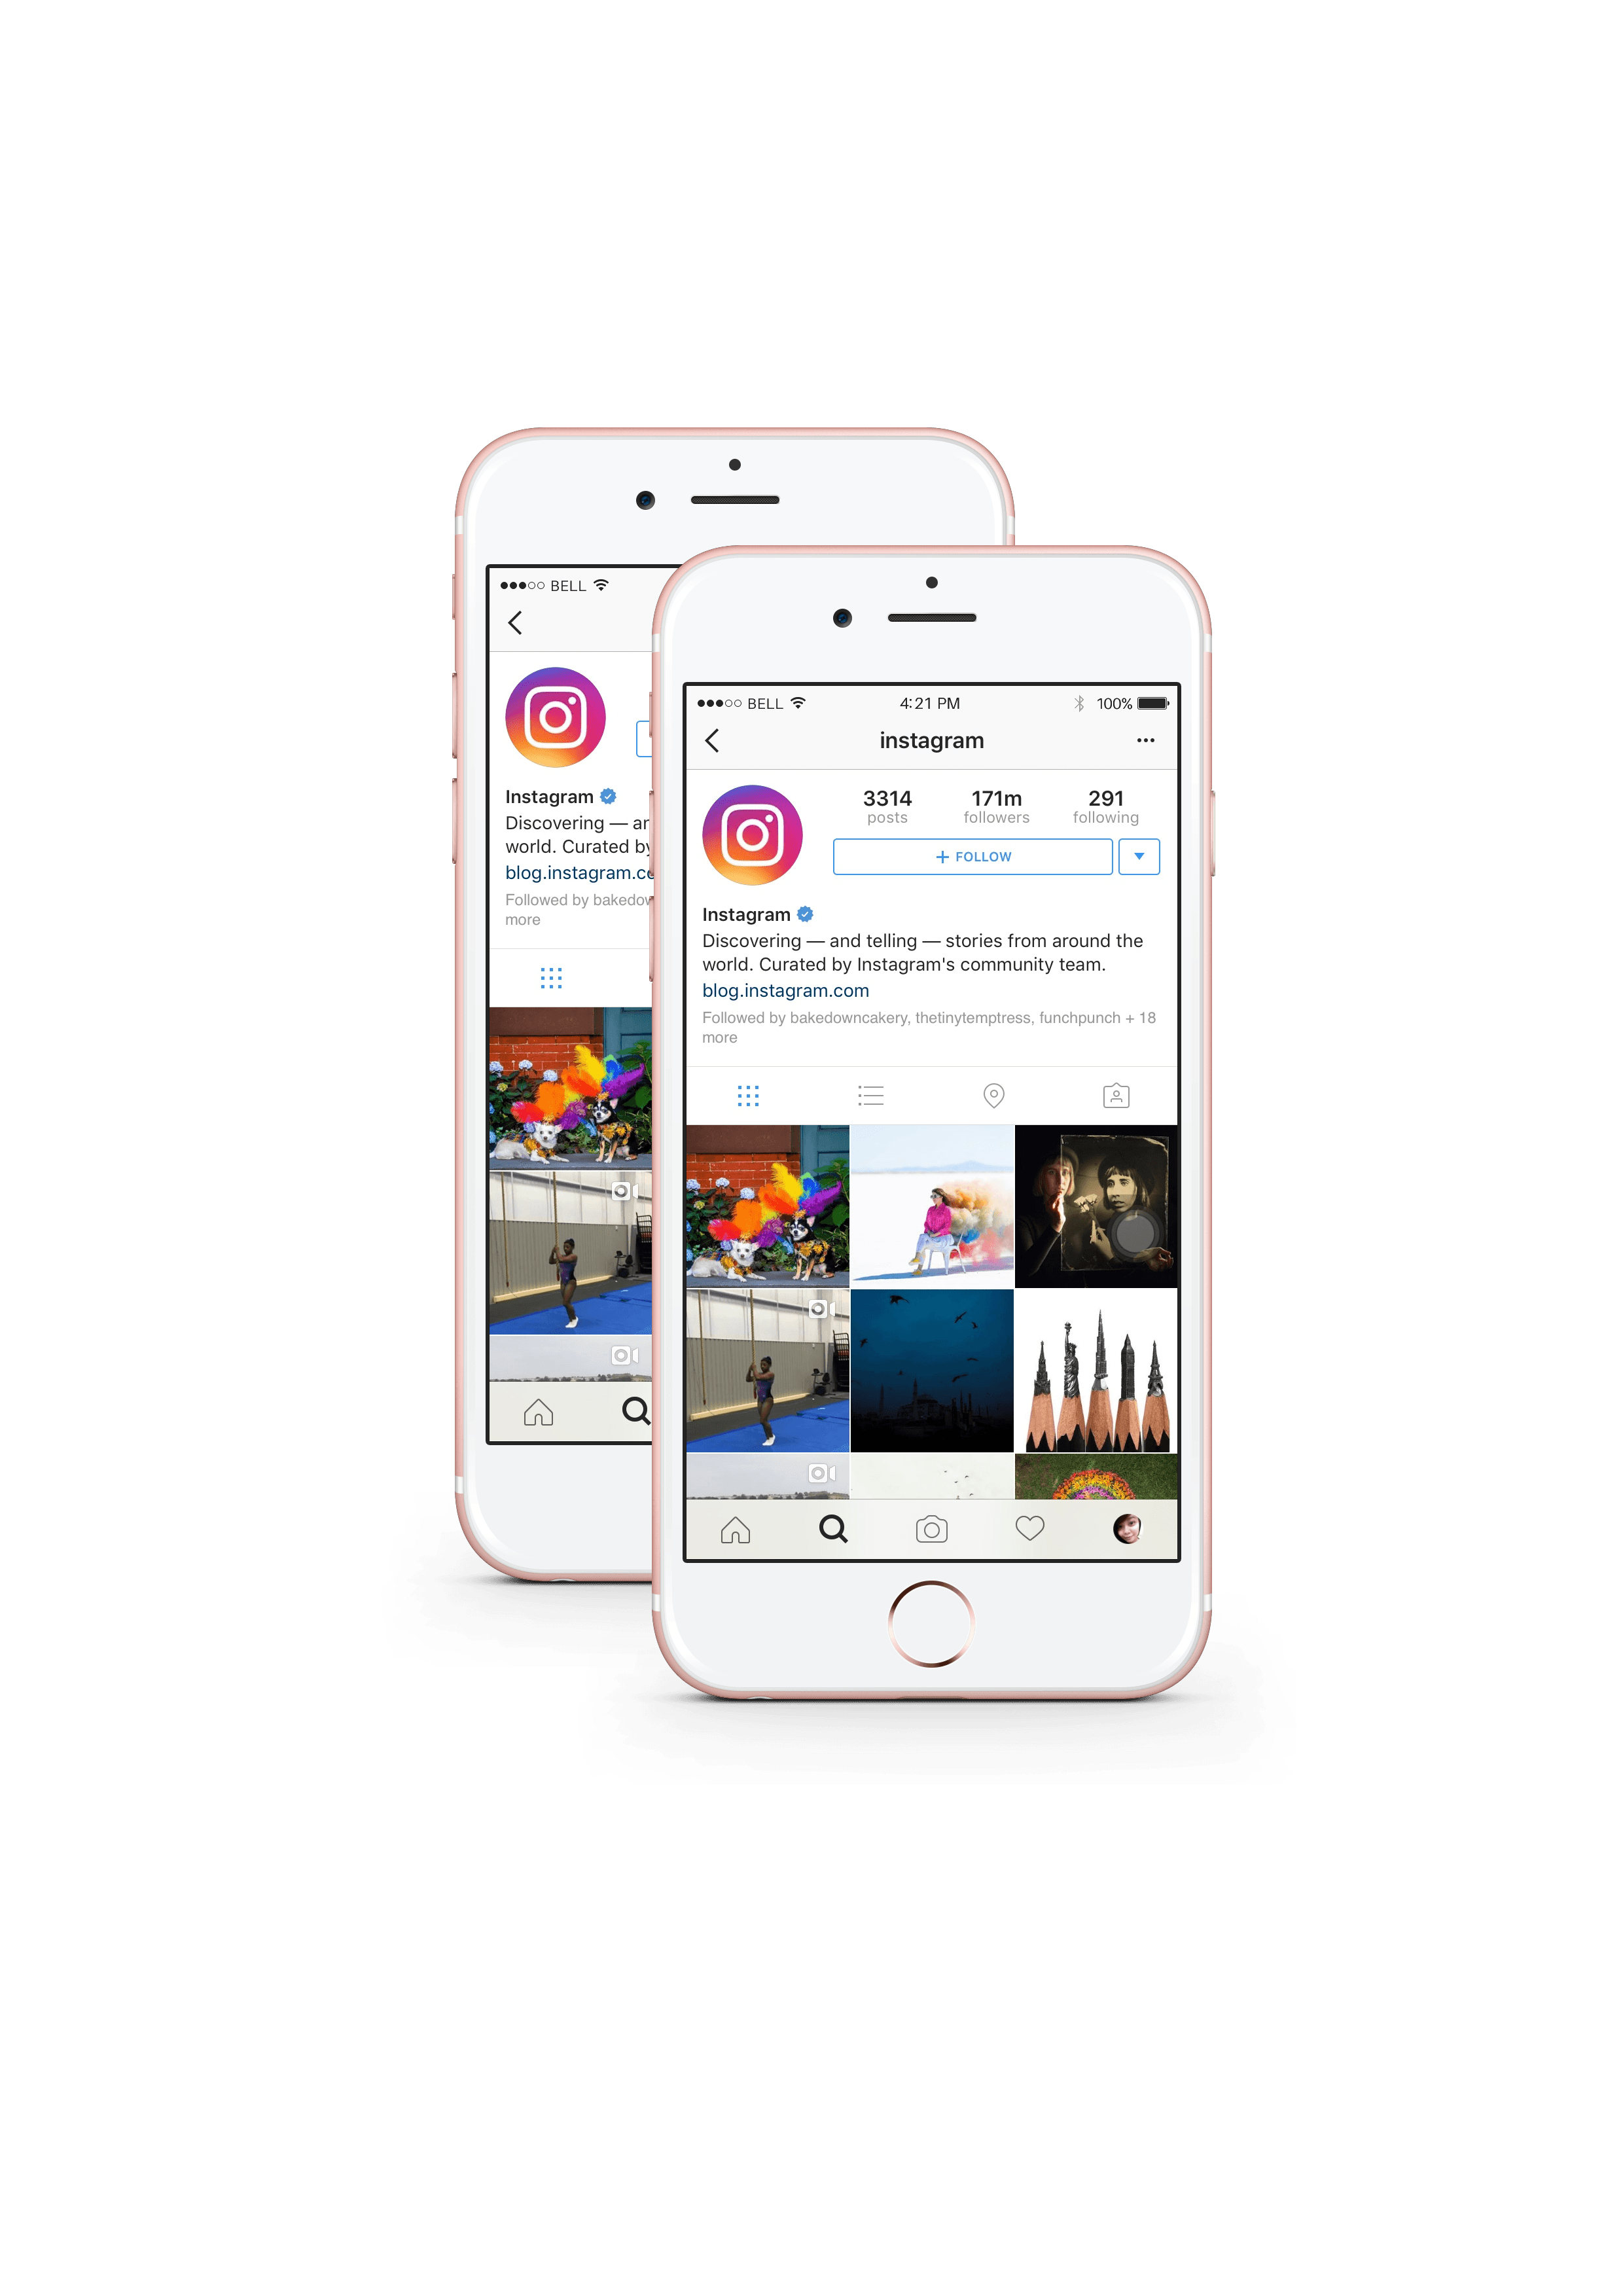 BELL
Instagram
Discovering — an
world. Curated by
blog.instagram.co
Followed by bakedow
more
BELL 4:21 PM 100%
instagram
3314 171m 291
posts followers following
+ FOLLOW
Instagram
Discovering — and telling — stories from around the
world. Curated by Instagram's community team.
blog.instagram.com
Followed by bakedowncakery, thetinytemptress, funchpunch + 18
more